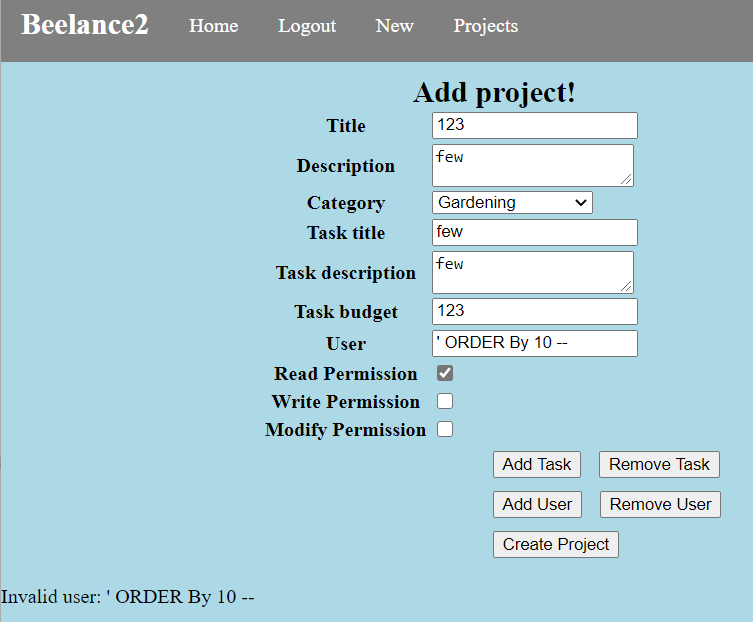 Beelance2 Home Logout New Projects
Add project!
Title 123
Description few
Category Gardening
Task title few
Task description few
Task budget 123
User ' ORDER By 10 --
Read Permission
Write Permission
Modify Permission
Add Task Remove Task
Add User Remove User
Create Project
Invalid user: ' ORDER By 10 --